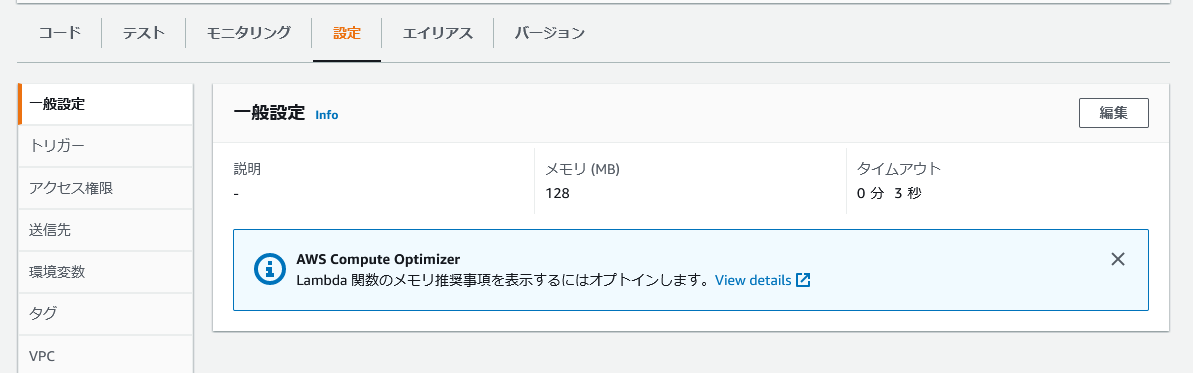 コード テスト モニタリング 設定 エイリアス バージョン
一般設定
トリガー
アクセス権限
送信先
環境変数
タグ
VPC
一般設定 Info 編集
説明 メモリ (MB) タイムアウト
- 128 0 分 3 秒
AWS Compute Optimizer
Lambda 関数のメモリ推奨事項を表示するにはオプトインします。View details